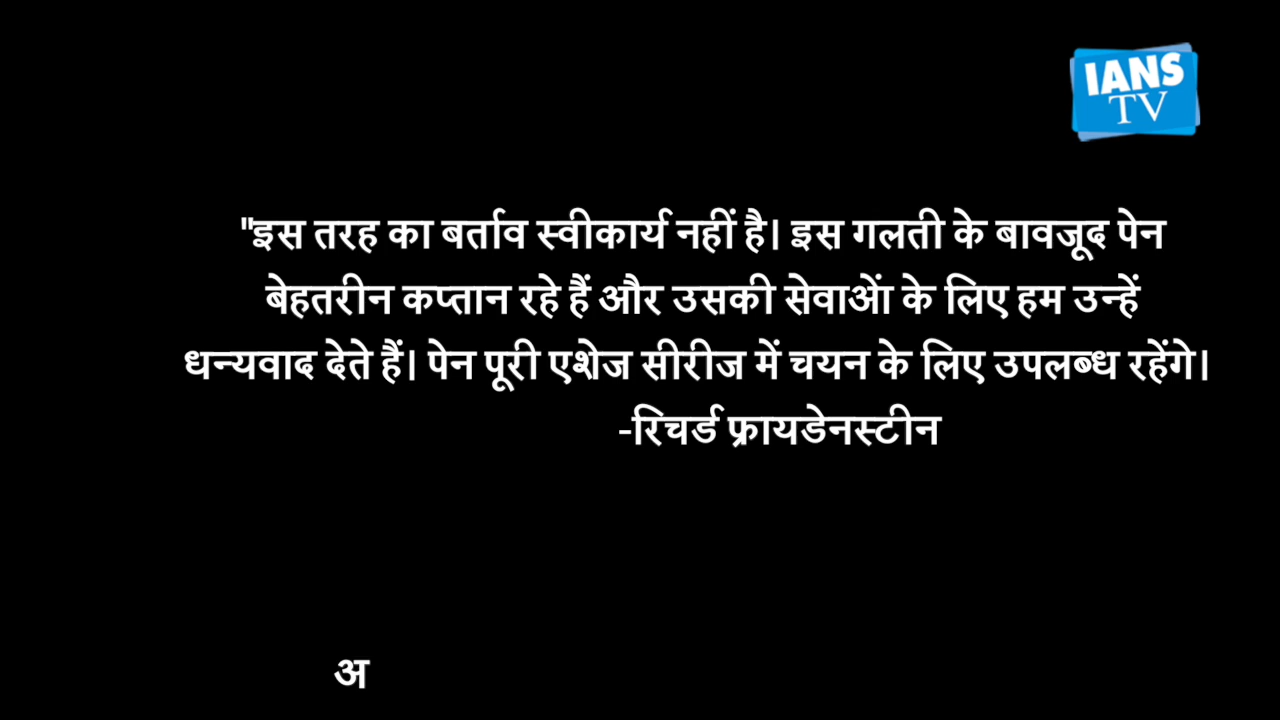 IANS
TV
"इस तरह का बर्ताव स्वीकार्य नहीं है। इस गलती के बावजूद पेन
बेहतरीन कप्तान रहे हैं और उसकी सेवाओं के लिए हम उन्हें
धन्यवाद देते हैं। पेन पूरी एशेज सीरीज में चयन के लिए उपलब्ध रहेंगे।
-रिचर्ड फ्रायडेनस्टीन
अ